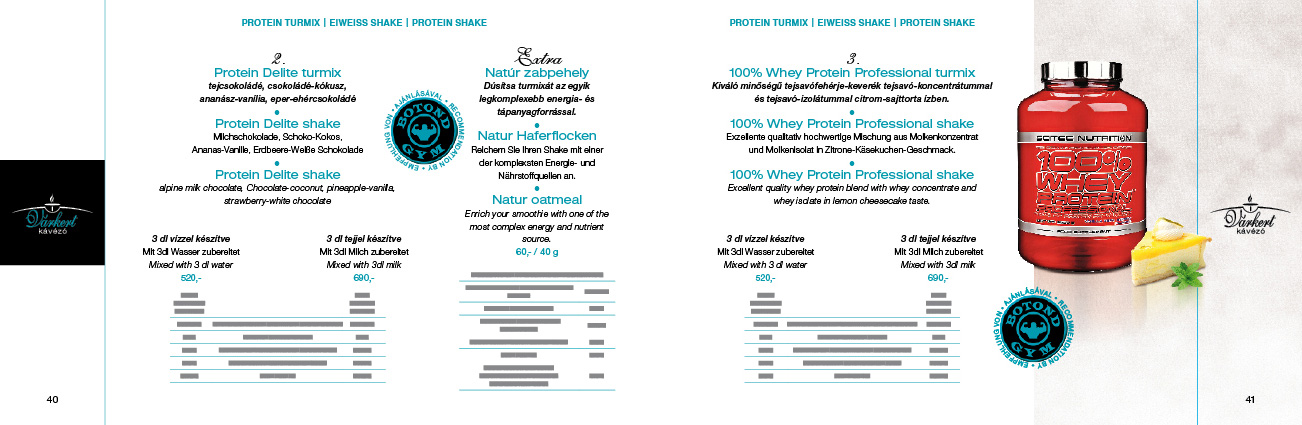 PROTEIN TURMIX | EIWEISS SHAKE | PROTEIN SHAKE
2.
Protein Delite turmix
tejcsokoládé, csokoládé-kókusz,
ananász-vanília, eper-ehércsokoládé
Protein Delite shake
Milchschokolade, Schoko-Kokos,
Ananas-Vanille, Erdbeere-Weiße Schokolade
Protein Delite shake
alpine milk chocolate, Chocolate-coconut, pineapple-vanilla,
strawberry-white chocolate
3 dl vízzel készítve
Mit 3dl Wasser zubereitet
Mixed with 3 dl water
520,-
3 dl tejjel készítve
Mit 3dl Milch zubereitet
Mixed with 3dl milk
690,-
AJÁNLÁSÁVAL • RECOMMENDATION BY • EMPFEHLUNG VON •
BOTOND
GYM
Extra
Natúr zabpehely
Dúsítsa turmixát az egyik
legkomplexebb energia- és
tápanyagforrással.
Natur Haferflocken
Reichern Sie Ihren Shake mit einer
der komplexsten Energie- und
Nährstoffquellen an.
Natur oatmeal
Enrich your smoothie with one of the
most complex energy and nutrient
source.
60,- / 40 g
Várkert
kávézó
40
PROTEIN TURMIX | EIWEISS SHAKE | PROTEIN SHAKE
3.
100% Whey Protein Professional turmix
Kiváló minőségű tejsavófehérje-keverék tejsavó-koncentrátummal
és tejsavó-izolátummal citrom-sajttorta ízben.
100% Whey Protein Professional shake
Exzellente qualitativ hochwertige Mischung aus Molkenkonzentrat
und Molkenisolat in Zitrone-Käsekuchen-Geschmack.
100% Whey Protein Professional shake
Excellent quality whey protein blend with whey concentrate and
whey isolate in lemon cheesecake taste.
3 dl vízzel készítve
Mit 3dl Wasser zubereitet
Mixed with 3 dl water
520,-
3 dl tejjel készítve
Mit 3dl Milch zubereitet
Mixed with 3dl milk
690,-
SCITEC NUTRITION
100%
WHEY
PROTEIN
PROFESSIONAL
AJÁNLÁSÁVAL • RECOMMENDATION BY • EMPFEHLUNG VON •
BOTOND
GYM
Várkert
kávézó
41